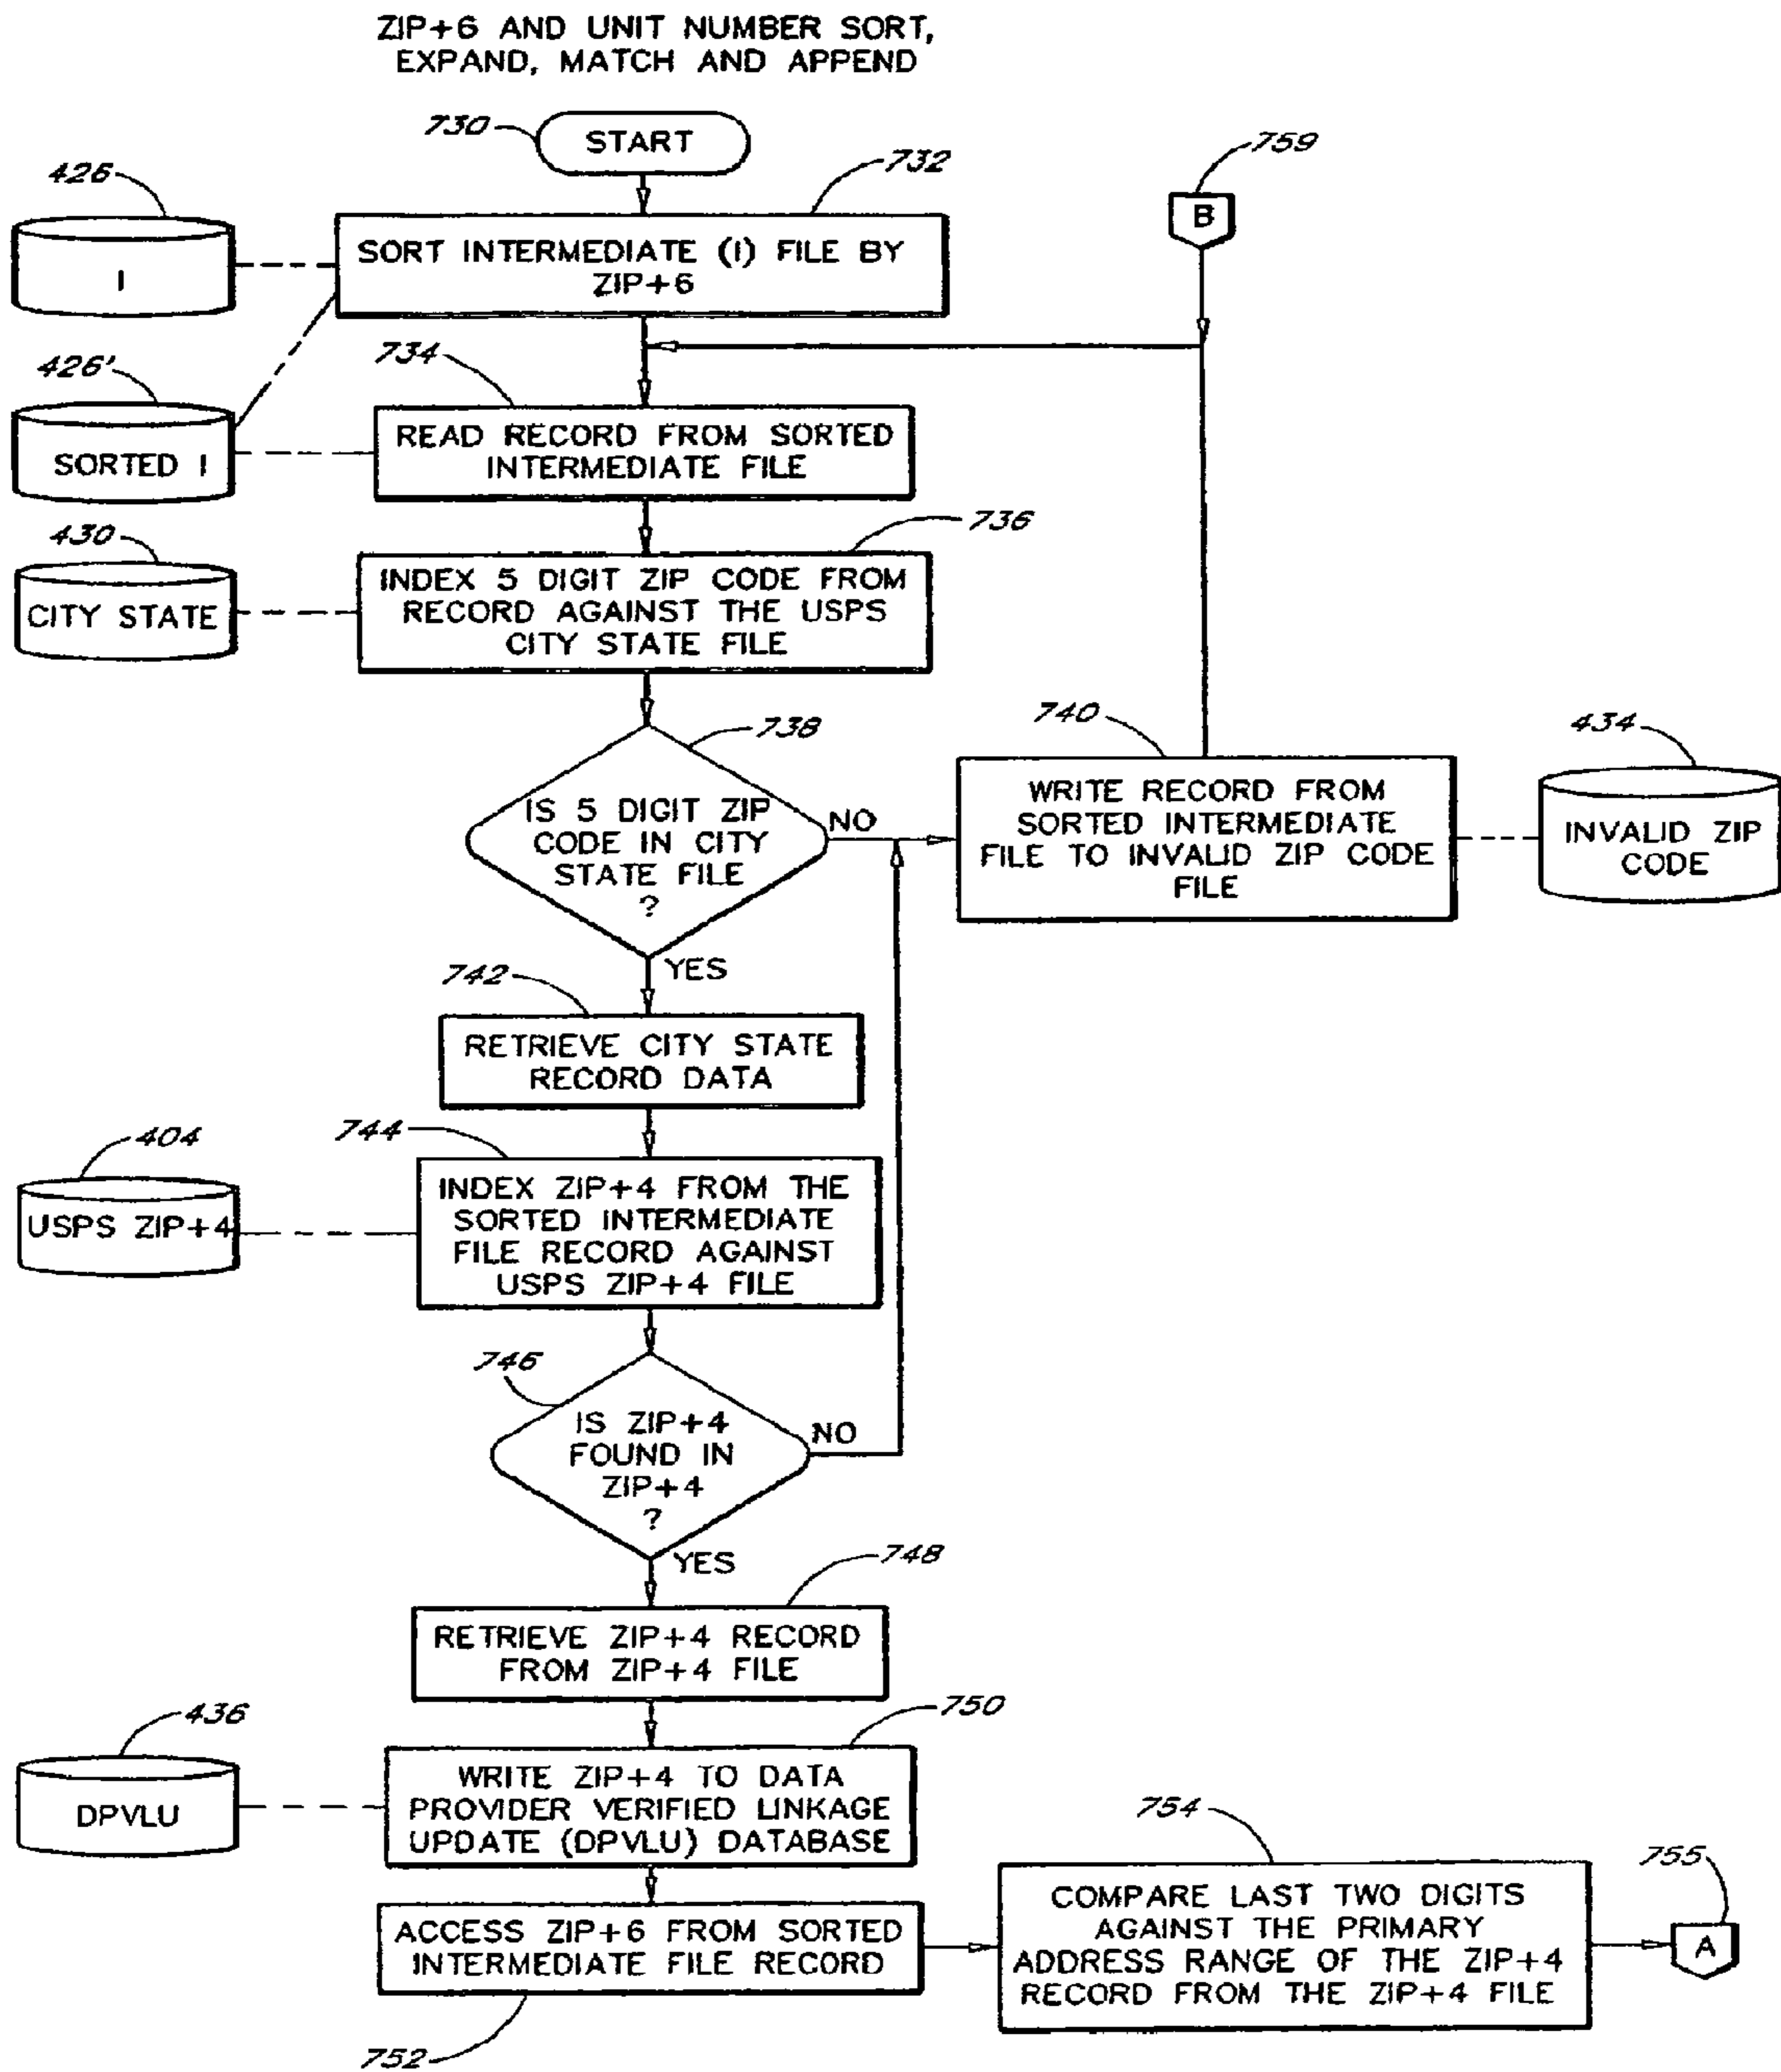 ZIP+6 AND UNIT NUMBER SORT,
EXPAND, MATCH AND APPEND
730
START
732
759
B
426
I
SORT INTERMEDIATE (I) FILE BY
ZIP+6
426'
SORTED I
734
READ RECORD FROM SORTED
INTERMEDIATE FILE
430
CITY STATE
736
INDEX 5 DIGIT ZIP CODE FROM
RECORD AGAINST THE USPS
CITY STATE FILE
738
IS 5 DIGIT ZIP
CODE IN CITY
STATE FILE
?
NO
YES
740
WRITE RECORD FROM
SORTED INTERMEDIATE
FILE TO INVALID ZIP CODE
FILE
434
INVALID ZIP
CODE
742
RETRIEVE CITY STATE
RECORD DATA
404
USPS ZIP+4
744
INDEX ZIP+4 FROM THE
SORTED INTERMEDIATE
FILE RECORD AGAINST
USPS ZIP+4 FILE
746
IS ZIP+4
FOUND IN
ZIP+4
?
NO
YES
748
RETRIEVE ZIP+4 RECORD
FROM ZIP+4 FILE
436
DPVLU
750
WRITE ZIP+4 TO DATA
PROVIDER VERIFIED LINKAGE
UPDATE (DPVLU) DATABASE
ACCESS ZIP+6 FROM SORTED
INTERMEDIATE FILE RECORD
752
754
COMPARE LAST TWO DIGITS
AGAINST THE PRIMARY
ADDRESS RANGE OF THE ZIP+4
RECORD FROM THE ZIP+4 FILE
755
A